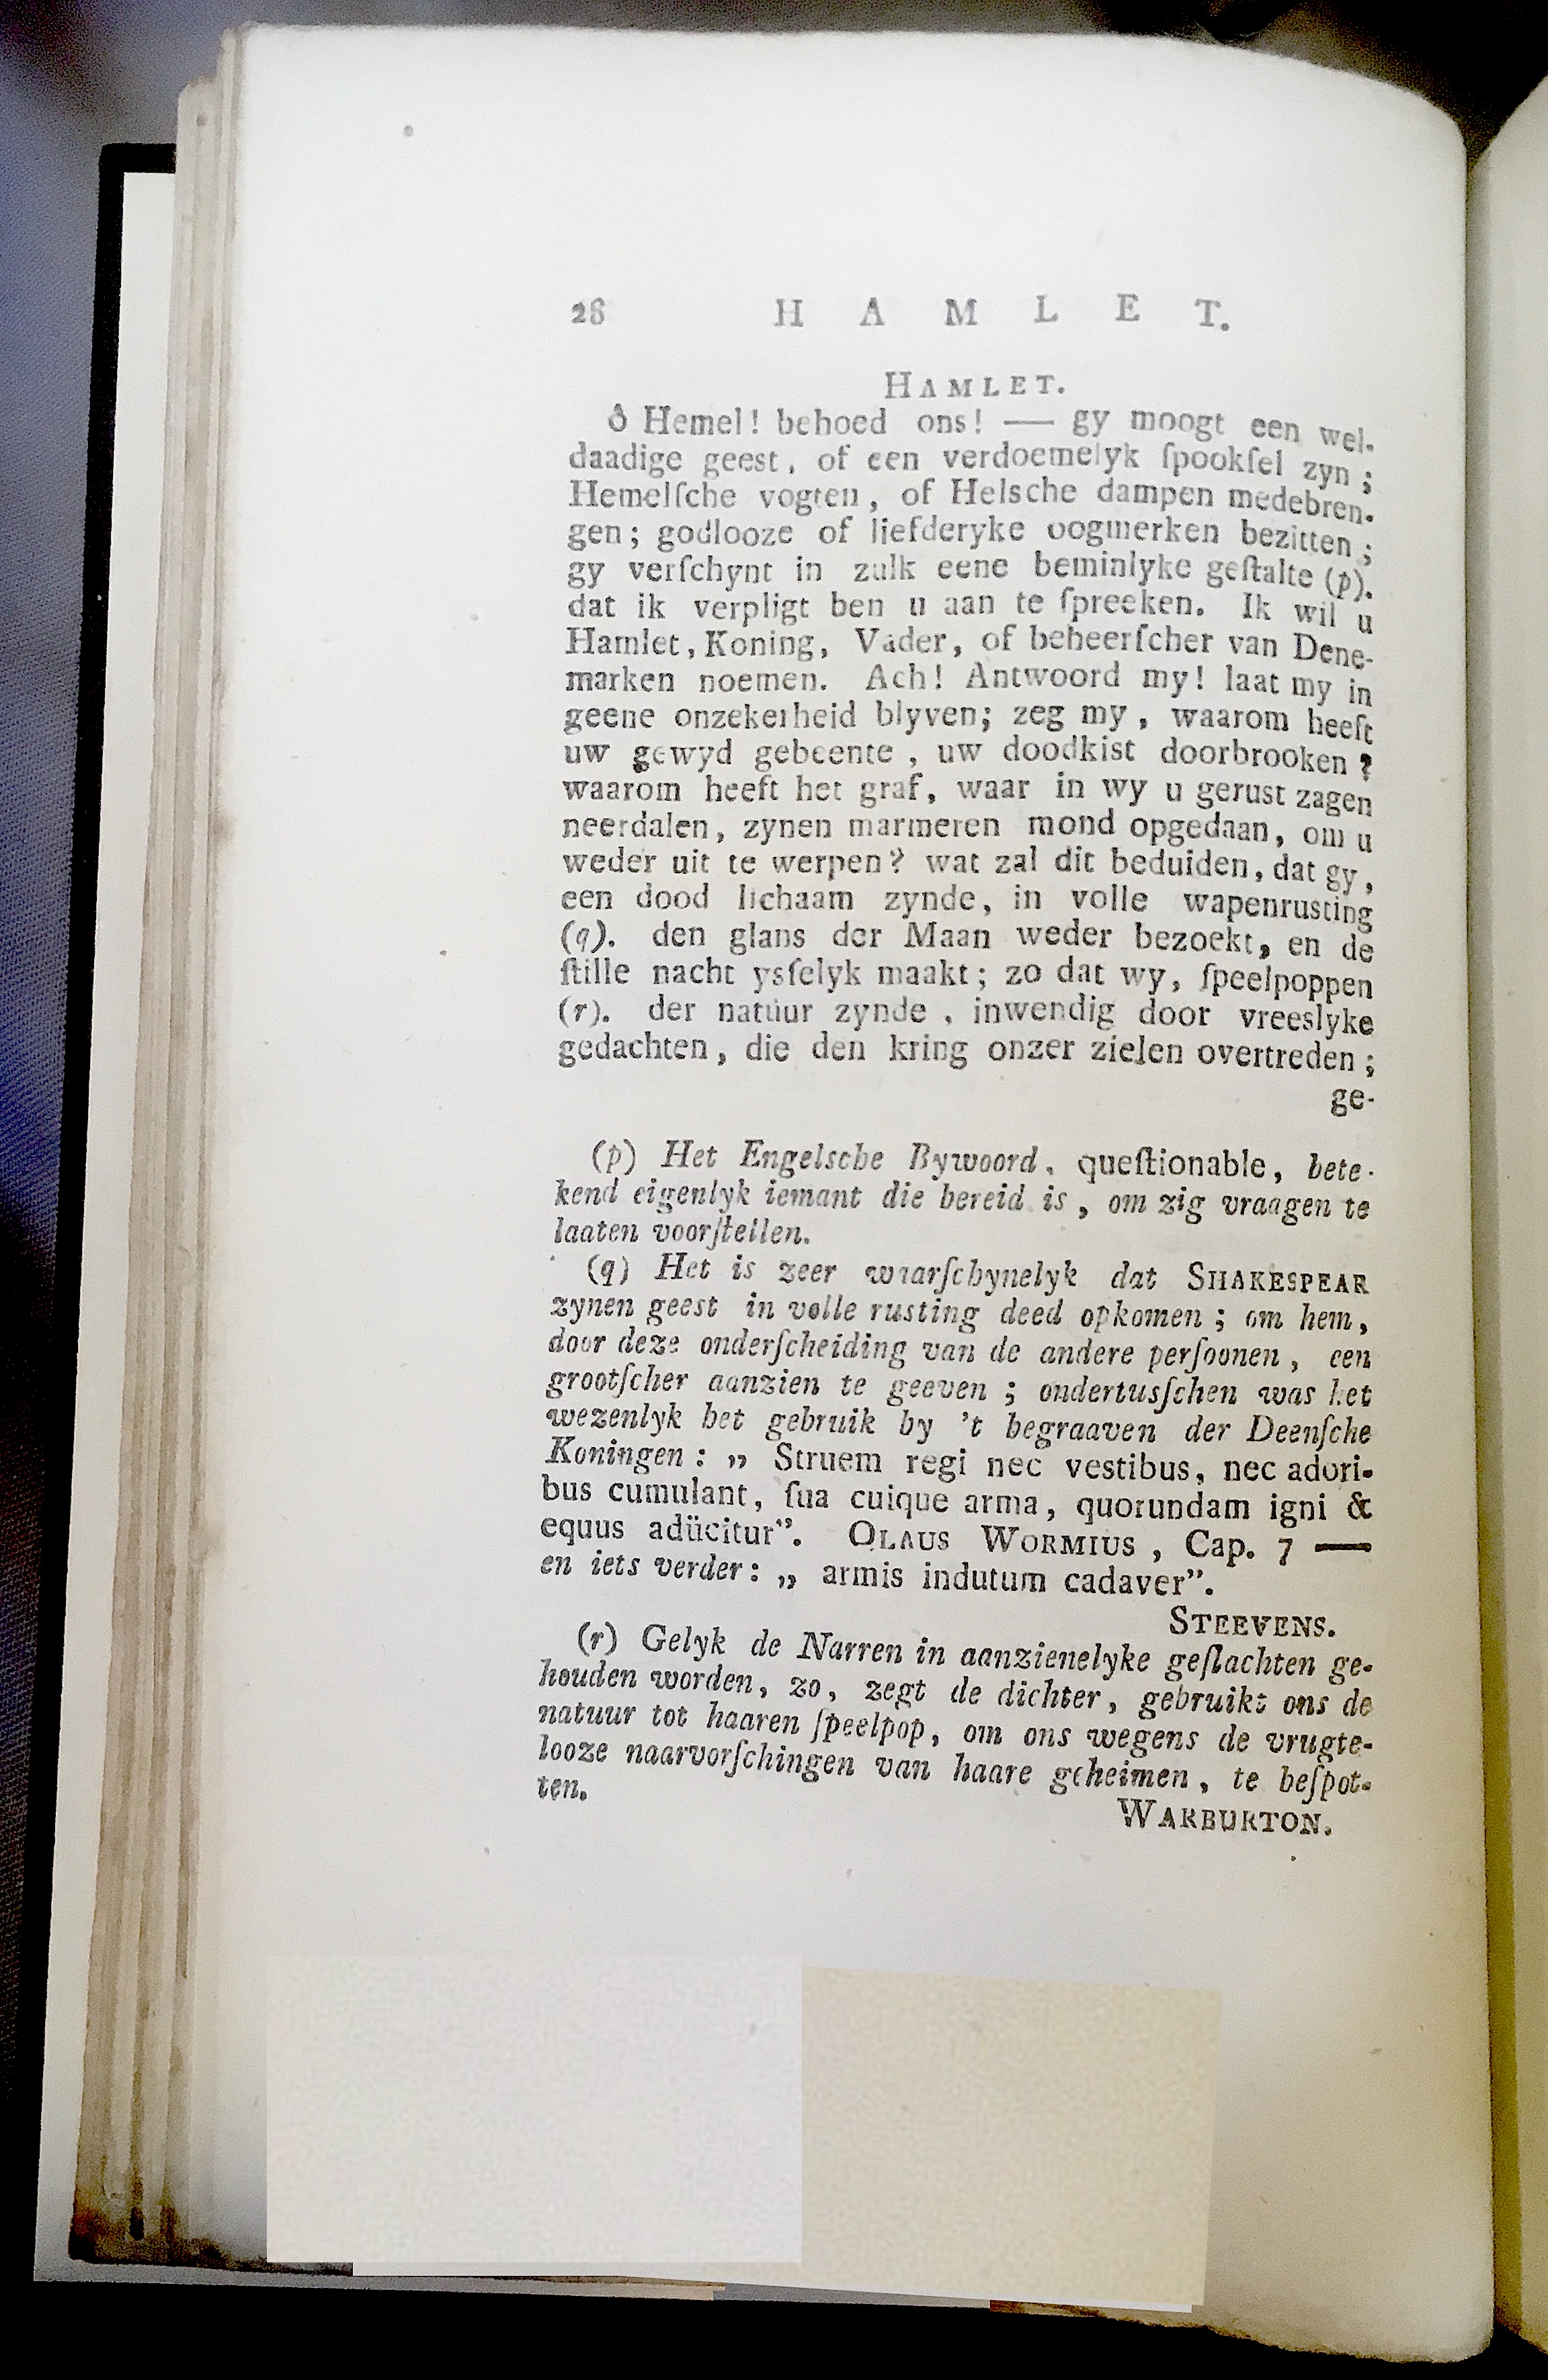 28 H A M L E T.
HAMLET.
ô Hemel! behoed ons! — gy moogt een wel-
daadige geest, of een verdoemelyk ſpookſel zyn;
Hemelſche vogten, of Helsche dampen medebren-
gen; godlooze of liefderyke oogmerken bezitten;
gy verſchynt in zulk eene beminlyke geſtalte (p).
dat ik verpligt ben u aan te ſpreeken. Ik wil u
Hamlet, Koning, Vader, of beheerſcher van Dene-
marken noemen. Ach! Antwoord my! laat my in
geene onzekerheid blyven; zeg my, waarom heeft
uw gewyd gebeente, uw doodkist doorbrooken?
waarom heeft het graf, waar in wy u gerust zagen
neerdalen, zynen marmeren mond opgedaan, om u
weder uit te werpen? wat zal dit beduiden, dat gy,
een dood lichaam zynde, in volle wapenrusting
(q). den glans der Maan weder bezoekt, en de
ſtille nacht ysſelyk maakt; zo dat wy, ſpeelpoppen
(r). der natuur zynde, inwendig door vreeslyke
gedachten, die den kring onzer zielen overtreden;
ge-
(p) Het Engelsche Bywoord, queſtionable, bete-
kend eigenlyk iemant die bereid is, om zig vraagen te
laaten voorſtellen.
(q) Het is zeer waarſchynelyk dat SHAKESPEAR
zynen geest in volle rusting deed opkomen; om hem,
door deze onderſcheiding van de andere perſoonen, een
grootſcher aanzien te geeven; ondertusſchen was het
wezenlyk het gebruik by 't begraaven der Deenſche
Koningen: „ Struem regi nec vestibus, nec adori-
bus cumulant, ſua cuique arma, quorundam igni &
equus adücitur”. OLAUS WORMIUS, Cap. 7 —
en iets verder: „ armis indutum cadaver”.
STEEVENS.
(r) Gelyk de Narren in aanzienelyke geſlachten ge-
houden worden, zo, zegt de dichter, gebruikt ons de
natuur tot haaren ſpeelpop, om ons wegens de vrugte-
looze naarvorſchingen van haare geheimen, te beſpot-
ten.
WARBURTON.